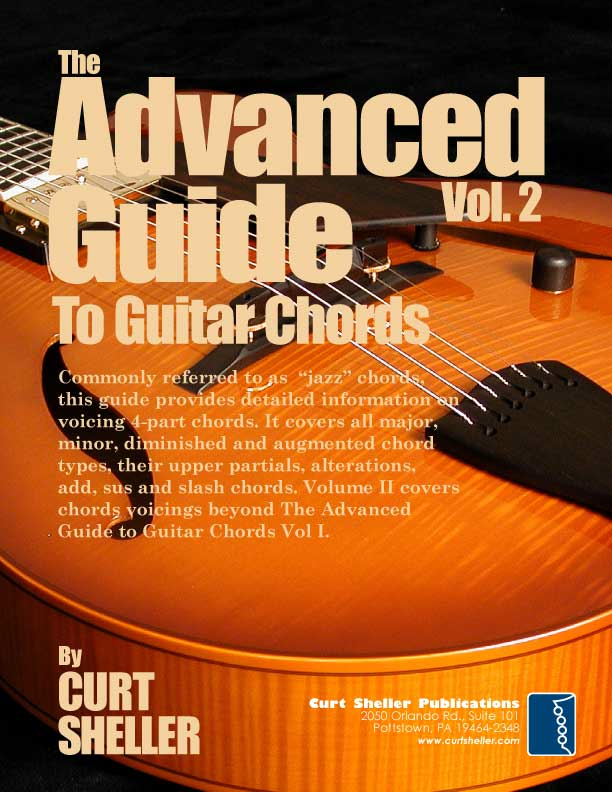 The
Advanced
Guide
Vol. 2
To Guitar Chords
Commonly referred to as “jazz” chords,
this guide provides detailed information on
voicing 4-part chords. It covers all major,
minor, diminished and augmented chord
types, their upper partials, alterations,
add, sus and slash chords. Volume II covers
chords voicings beyond The Advanced
Guide to Guitar Chords Vol I.
By
CURT
SHELLER
Curt Sheller Publications
2050 Orlando Rd., Suite 101
Pottstown, PA 19464-2348
www.curtsheller.com